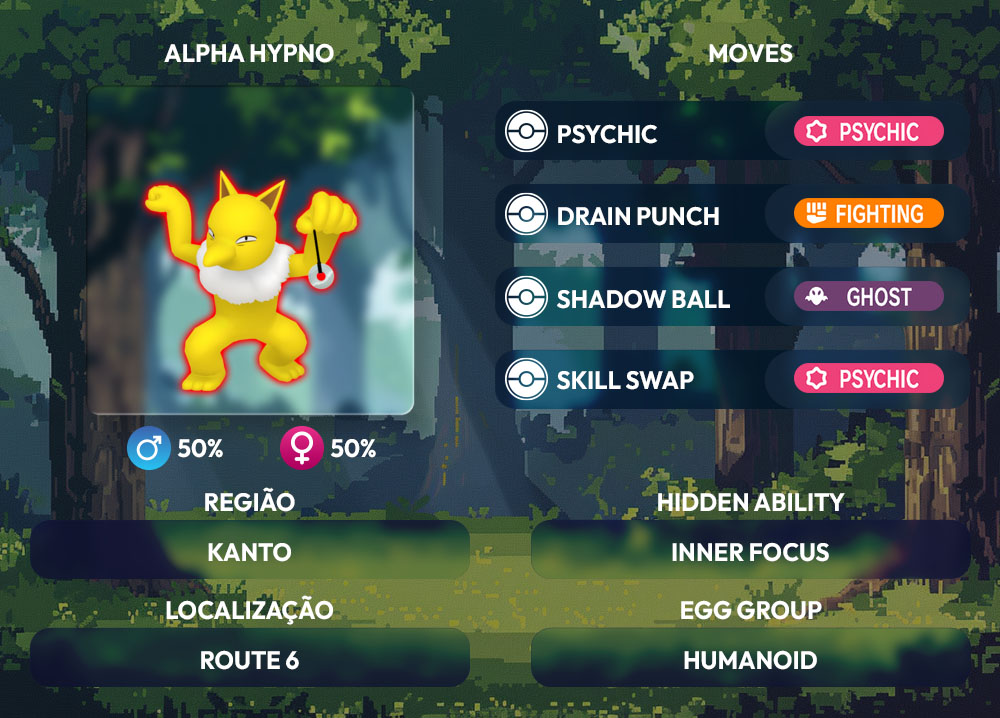 ALPHA HYPNO
50%
50%
REGIÃO
KANTO
LOCALIZAÇÃO
ROUTE 6
MOVES
PSYCHIC PSYCHIC
DRAIN PUNCH FIGHTING
SHADOW BALL GHOST
SKILL SWAP PSYCHIC
HIDDEN ABILITY
INNER FOCUS
EGG GROUP
HUMANOID